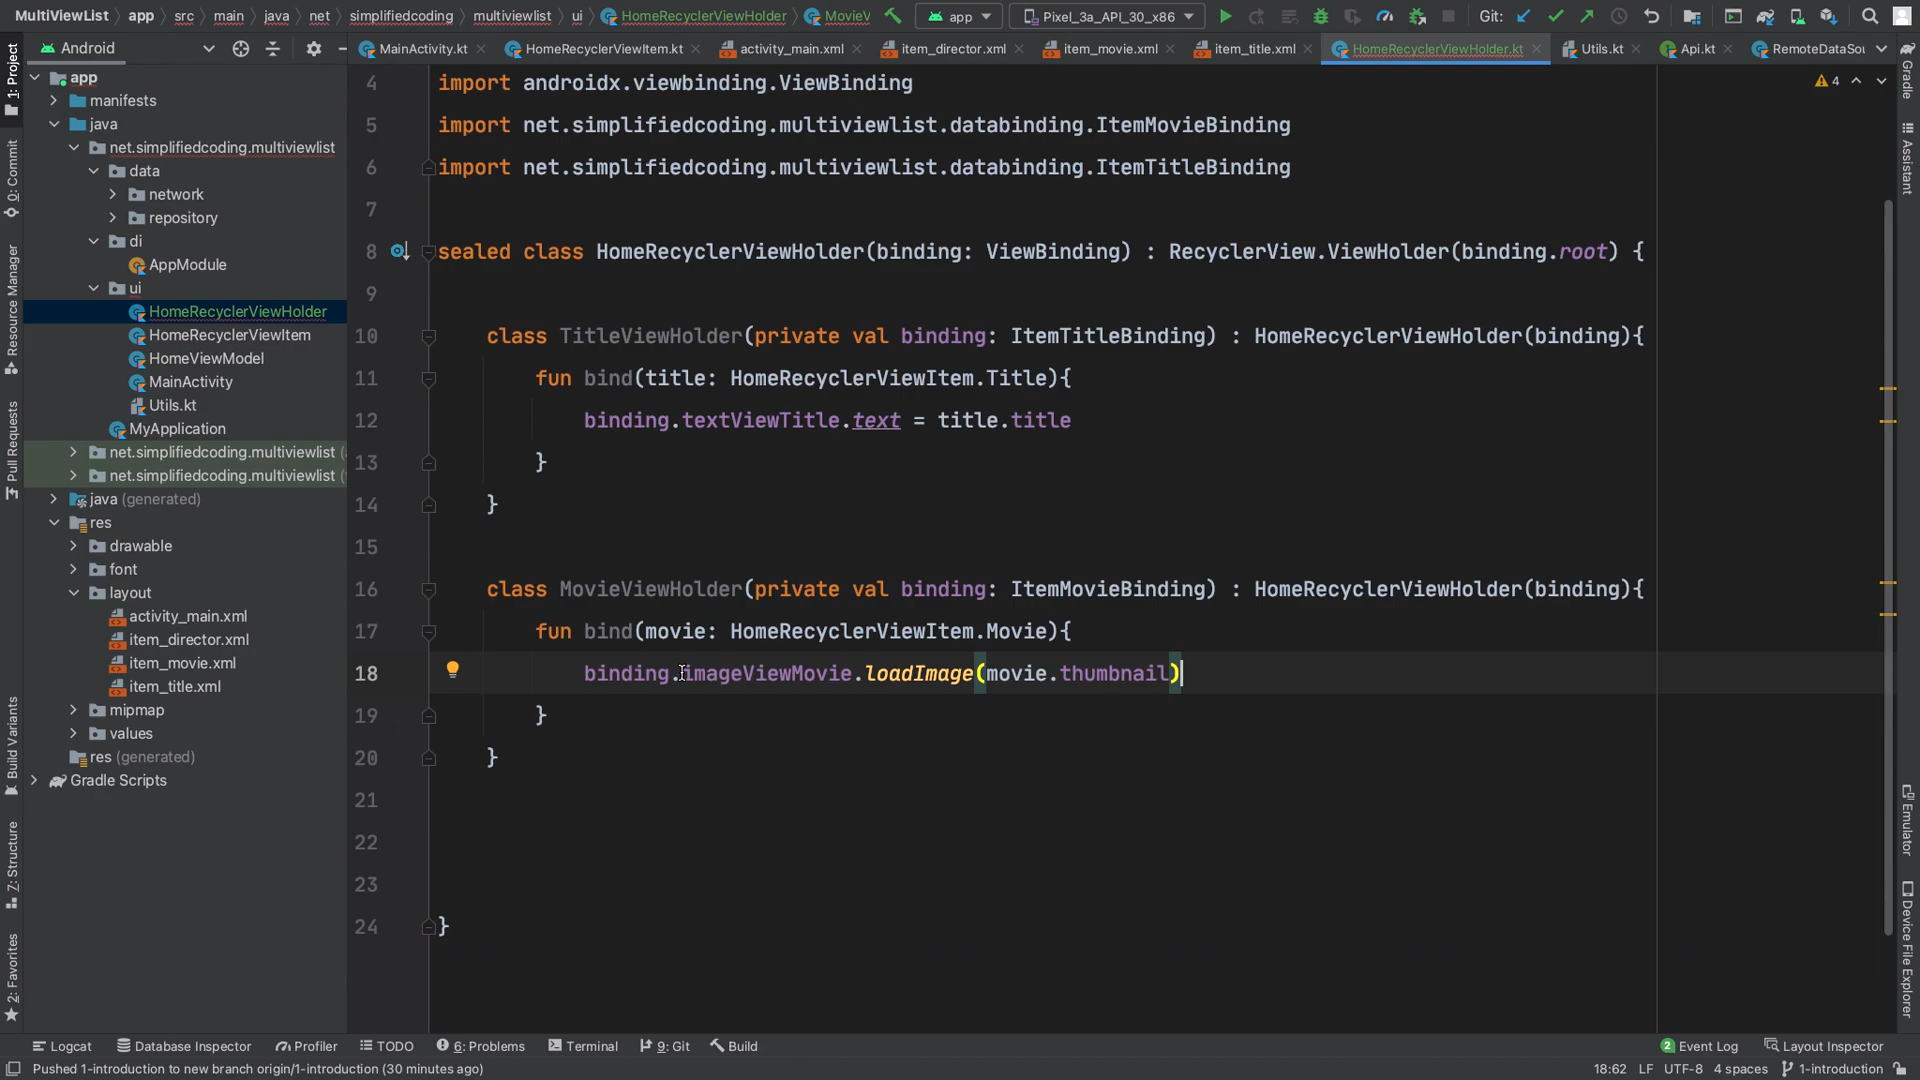 MultiViewList app src main java net simplifiedcoding multiviewlist ui HomeRecyclerViewHolder MovieV app Pixel_3a_API_30_x86 Git:
Android
MainActivity.kt HomeRecyclerViewItem.kt activity_main.xml item_director.xml item_movie.xml item_title.xml HomeRecyclerViewHolder.kt Utils.kt Api.kt RemoteDataSou
1: Project
0: Commit
Resource Manager
Pull Requests
Build Variants
7: Structure
2: Favorites
app
manifests
java
net.simplifiedcoding.multiviewlist
data
network
repository
di
AppModule
ui
HomeRecyclerViewHolder
HomeRecyclerViewItem
HomeViewModel
MainActivity
Utils.kt
MyApplication
net.simplifiedcoding.multiviewlist (
net.simplifiedcoding.multiviewlist (
java (generated)
res
drawable
font
layout
activity_main.xml
item_director.xml
item_movie.xml
item_title.xml
mipmap
values
res (generated)
Gradle Scripts
4 import androidx.viewbinding.ViewBinding
5 import net.simplifiedcoding.multiviewlist.databinding.ItemMovieBinding
6 import net.simplifiedcoding.multiviewlist.databinding.ItemTitleBinding
7
8 sealed class HomeRecyclerViewHolder(binding: ViewBinding) : RecyclerView.ViewHolder(binding.root) {
9
10 class TitleViewHolder(private val binding: ItemTitleBinding) : HomeRecyclerViewHolder(binding){
11 fun bind(title: HomeRecyclerViewItem.Title){
12 binding.textViewTitle.text = title.title
13 }
14 }
15
16 class MovieViewHolder(private val binding: ItemMovieBinding) : HomeRecyclerViewHolder(binding){
17 fun bind(movie: HomeRecyclerViewItem.Movie){
18 binding.imageViewMovie.loadImage(movie.thumbnail)
19 }
20 }
21
22
23
24 }
4
Gradle
Assistant
Emulator
Device File Explorer
Logcat Database Inspector Profiler TODO 6: Problems Terminal 9: Git Build 2 Event Log Layout Inspector
Pushed 1-introduction to new branch origin/1-introduction (30 minutes ago) 18:62 LF UTF-8 4 spaces 1-introduction